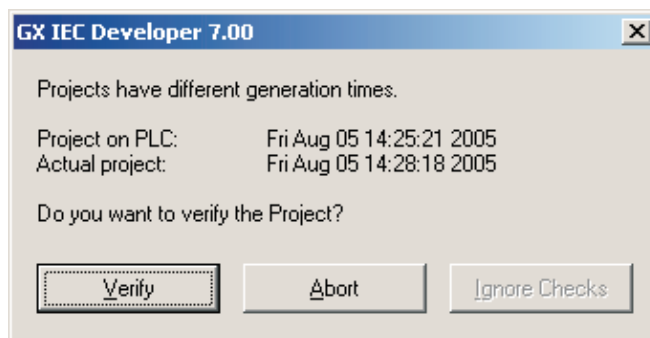 GX IEC Developer 7.00
Projects have different generation times.
Project on PLC: Fri Aug 05 14:25:21 2005
Actual project: Fri Aug 05 14:28:18 2005
Do you want to verify the Project?
Verify Abort Ignore Checks